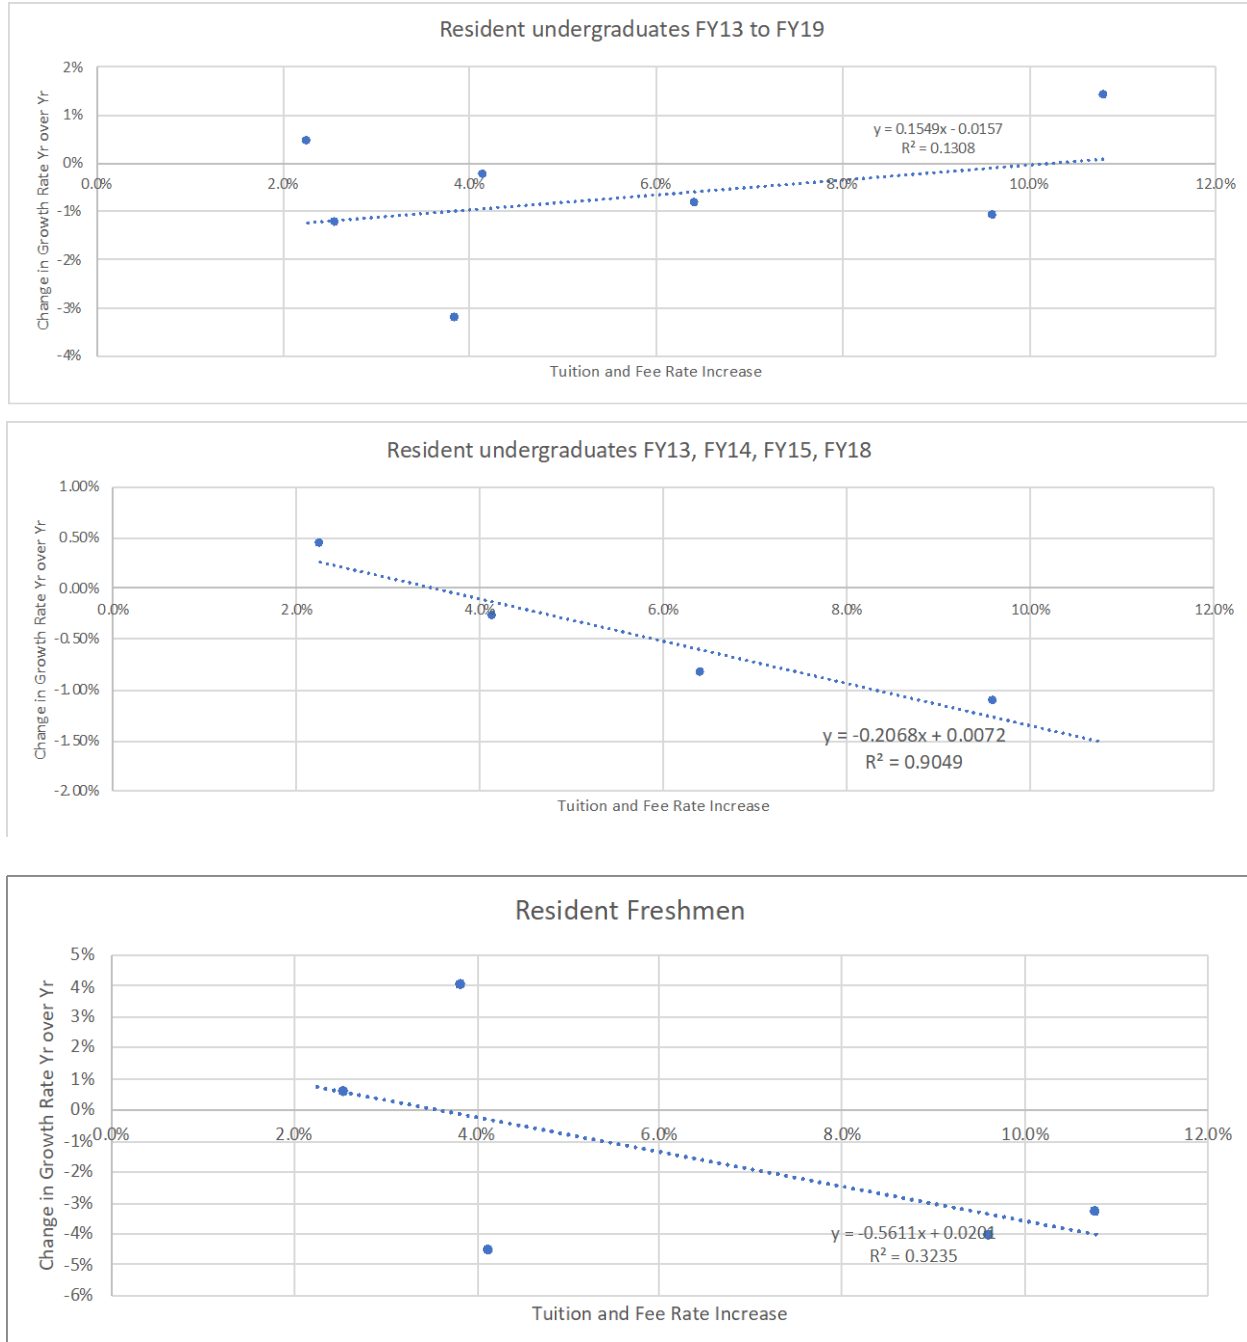 Resident undergraduates FY13 to FY19
2%
1%
y = 0.1549x - 0.0157
R² = 0.1308
0%
0.0% 2.0% 4.0% 6.0% 8.0% 10.0% 12.0%
-1%
-2%
-3%
-4%
Change in Growth Rate Yr over Yr
Tuition and Fee Rate Increase
Resident undergraduates FY13, FY14, FY15, FY18
1.00%
0.50%
0.00%
0.0% 2.0% 4.0% 6.0% 8.0% 10.0% 12.0%
-0.50%
-1.00%
-1.50%
y = -0.2068x + 0.0072
R² = 0.9049
-2.00%
Change in Growth Rate Yr over Yr
Tuition and Fee Rate Increase
Resident Freshmen
5%
4%
3%
2%
1%
0%
0.0% 2.0% 4.0% 6.0% 8.0% 10.0% 12.0%
-1%
-2%
-3%
-4%
y = -0.5611x + 0.0201
R² = 0.3235
-5%
-6%
Change in Growth Rate Yr over Yr
Tuition and Fee Rate Increase